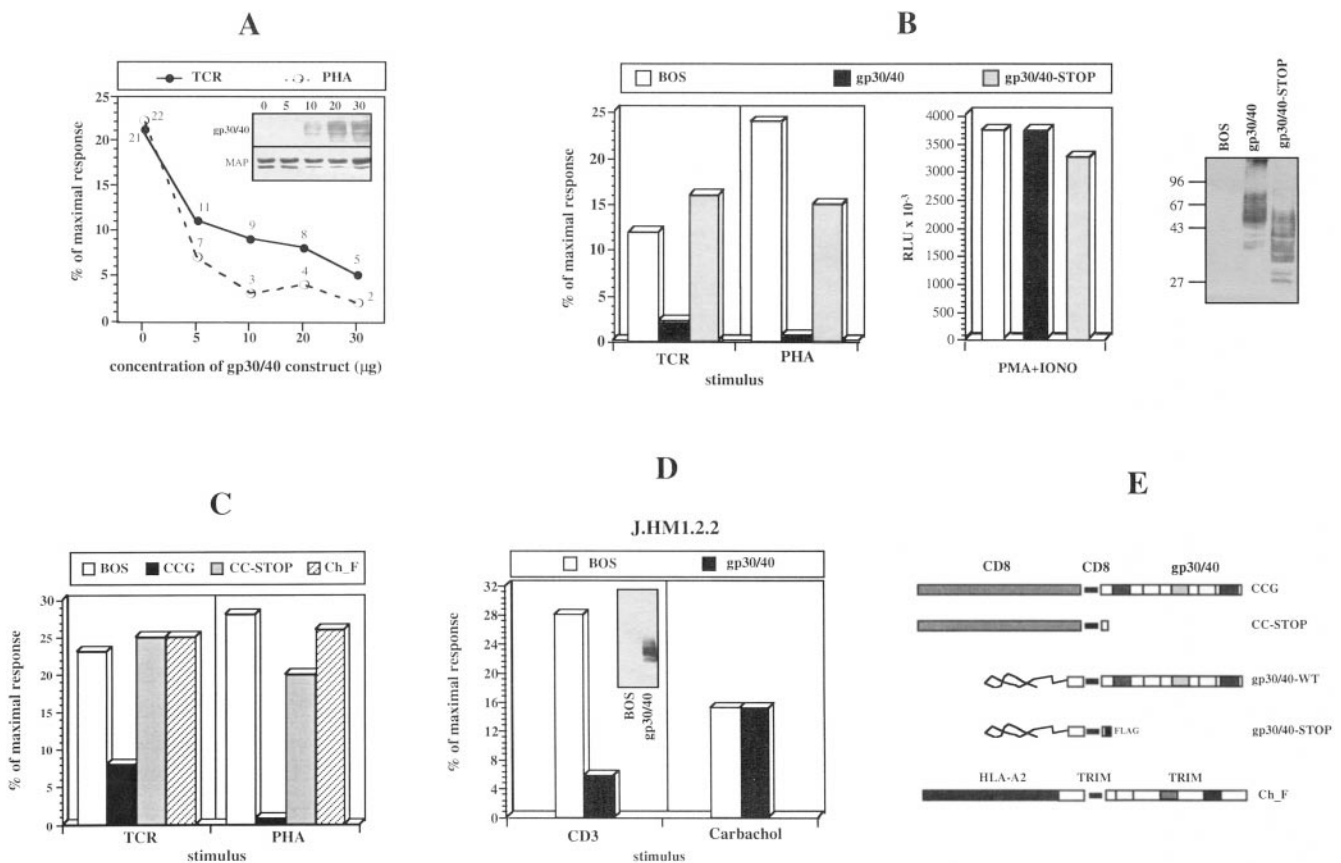 A
TCR PHA
25
20
15
10
5
0
% of maximal response
22
21
11
9
8
5
7
3
4
2
0 5 10 20 30
gp30/40
MAP
0 5 10 20 30
concentration of gp30/40 construct (μg)
B
BOS gp30/40 gp30/40-STOP
25
20
15
10
5
0
% of maximal response
TCR PHA
stimulus
4000
3500
3000
2500
2000
1500
1000
500
0
RLU x 10⁻³
PMA+IONO
BOS
gp30/40
gp30/40-STOP
96
67
43
27
C
BOS CCG CC-STOP Ch_F
30
25
20
15
10
5
0
% of maximal response
TCR PHA
stimulus
D
J.HM1.2.2
BOS gp30/40
32
28
24
20
16
12
8
4
0
% of maximal response
BOS
gp30/40
CD3 Carbachol
stimulus
E
CD8 CD8 gp30/40
CCG
CC-STOP
gp30/40-WT
FLAG gp30/40-STOP
HLA-A2 TRIM TRIM
Ch_F